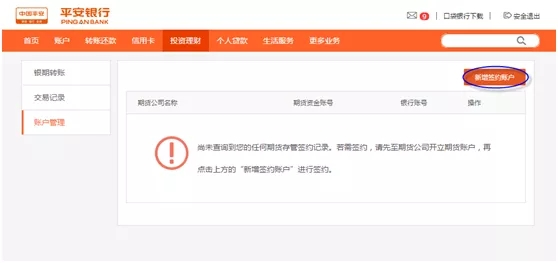 中国平安
平安银行
PING AN BANK
9 | 口袋银行下载 | 安全退出
首页 账户 转账还款 信用卡 投资理财 个人贷款 生活服务 更多业务
银期转账
交易记录
账户管理
新增签约账户
期货公司名称 期货资金账号 银行账号 操作
尚未查询到您的任何期货存管签约记录。若需签约，请先至期货公司开立期货账户，再
点击上方的“新增签约账户”进行签约。